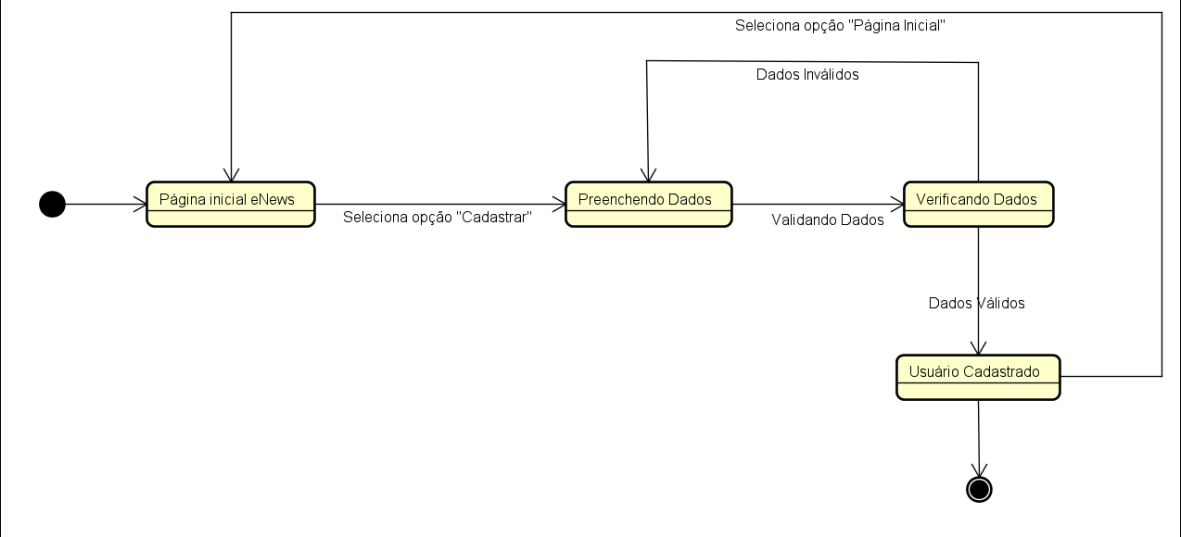 Seleciona opção "Página Inicial"
Dados Inválidos
Página inicial eNews
Seleciona opção "Cadastrar"
Preenchendo Dados
Validando Dados
Verificando Dados
Dados Válidos
Usuário Cadastrado